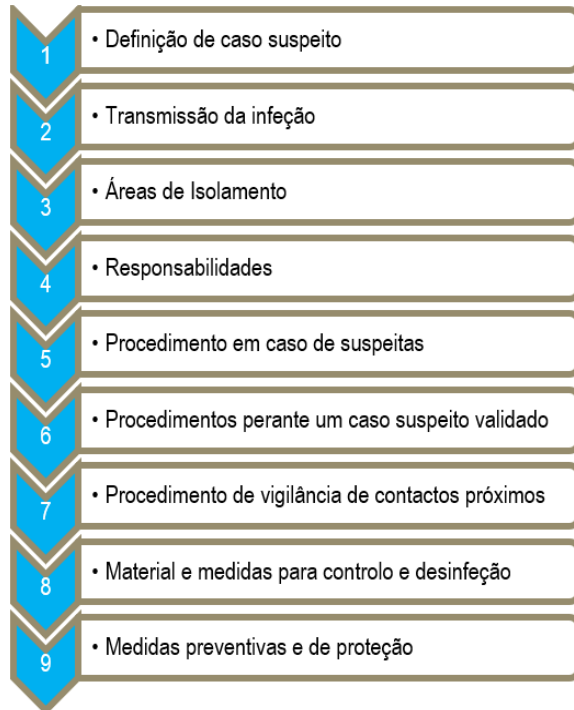 1
• Definição de caso suspeito
2
• Transmissão da infeção
3
• Áreas de Isolamento
4
• Responsabilidades
5
• Procedimento em caso de suspeitas
6
• Procedimentos perante um caso suspeito validado
7
• Procedimento de vigilância de contactos próximos
8
• Material e medidas para controlo e desinfeção
9
• Medidas preventivas e de proteção